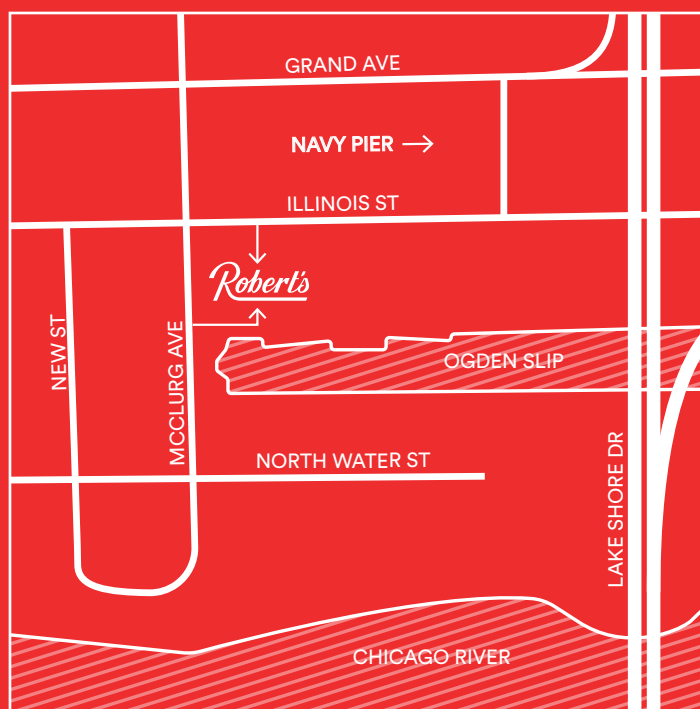 GRAND AVE
NAVY PIER →
ILLINOIS ST
Robert's
NEW ST
MCCLURG AVE
OGDEN SLIP
NORTH WATER ST
LAKE SHORE DR
CHICAGO RIVER